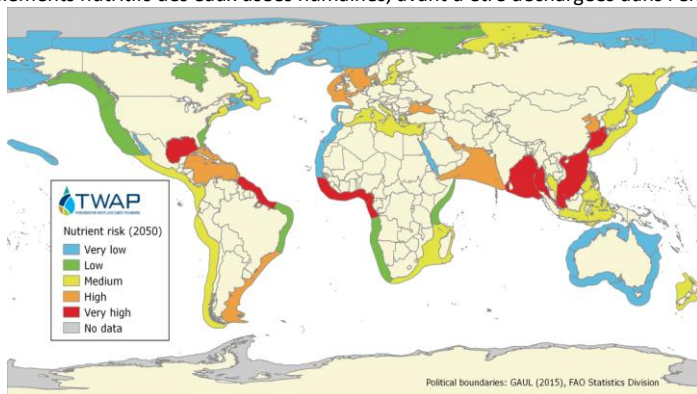 TWAP
Nutrient risk (2050)
Very low
Low
Medium
High
Very high
No data
Political boundaries: GAUL (2015), FAO Statistics Division